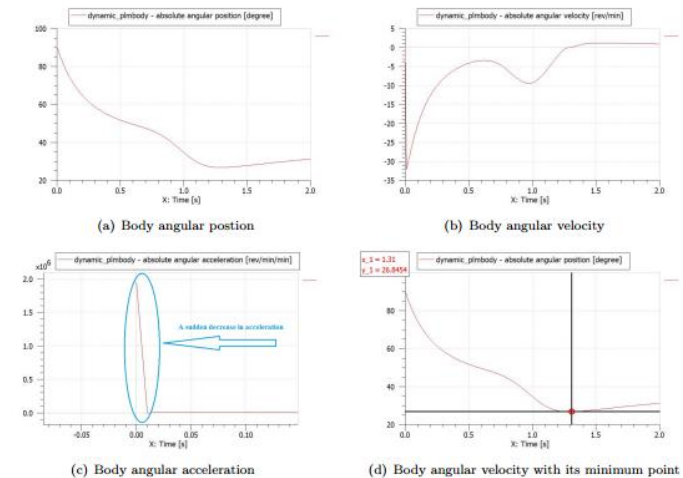 dynamic_plmbody - absolute angular position [degree]
100
80
60
40
20
0.0 0.5 1.0 1.5 2.0
X: Time [s]
(a) Body angular postion
dynamic_plmbody - absolute angular velocity [rev/min]
5
0
-5
-10
-15
-20
-25
-30
-35
0.0 0.5 1.0 1.5 2.0
X: Time [s]
(b) Body angular velocity
dynamic_plmbody - absolute angular acceleration [rev/min/min]
x10⁶
2.0
1.5
1.0
0.5
0.0
-0.05 0.00 0.05 0.10
X: Time [s]
A sudden decrease in acceleration
(c) Body angular acceleration
x_1 = 1.31
y_1 = 26.8454
dynamic_plmbody - absolute angular position [degree]
80
60
40
20
0.0 0.5 1.0 1.5 2.0
X: Time [s]
(d) Body angular velocity with its minimum point